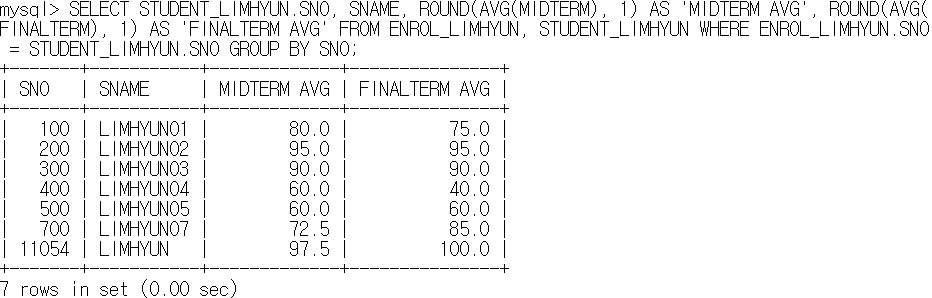 mysql> SELECT STUDENT_LIMHYUN.SNO, SNAME, ROUND(AVG(MIDTERM), 1) AS 'MIDTERM AVG', ROUND(AVG(
FINALTERM), 1) AS 'FINALTERM AVG' FROM ENROL_LIMHYUN, STUDENT_LIMHYUN WHERE ENROL_LIMHYUN.SNO
 = STUDENT_LIMHYUN.SNO GROUP BY SNO;
+-------+-----------+-------------+---------------+
| SNO   | SNAME     | MIDTERM AVG | FINALTERM AVG |
+-------+-----------+-------------+---------------+
|   100 | LIMHYUN01 |        80.0 |          75.0 |
|   200 | LIMHYUN02 |        95.0 |          95.0 |
|   300 | LIMHYUN03 |        90.0 |          90.0 |
|   400 | LIMHYUN04 |        60.0 |          40.0 |
|   500 | LIMHYUN05 |        60.0 |          60.0 |
|   700 | LIMHYUN07 |        72.5 |          85.0 |
| 11054 | LIMHYUN   |        97.5 |         100.0 |
+-------+-----------+-------------+---------------+
7 rows in set (0.00 sec)